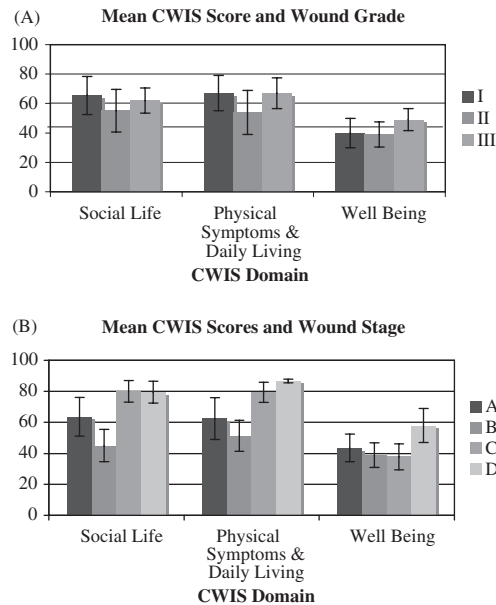 (A) Mean CWIS Score and Wound Grade
100
80
60
40
20
0
I
II
III
Social Life Physical Symptoms & Daily Living Well Being
CWIS Domain
(B) Mean CWIS Scores and Wound Stage
100
80
60
40
20
0
A
B
C
D
Social Life Physical Symptoms & Daily Living Well Being
CWIS Domain